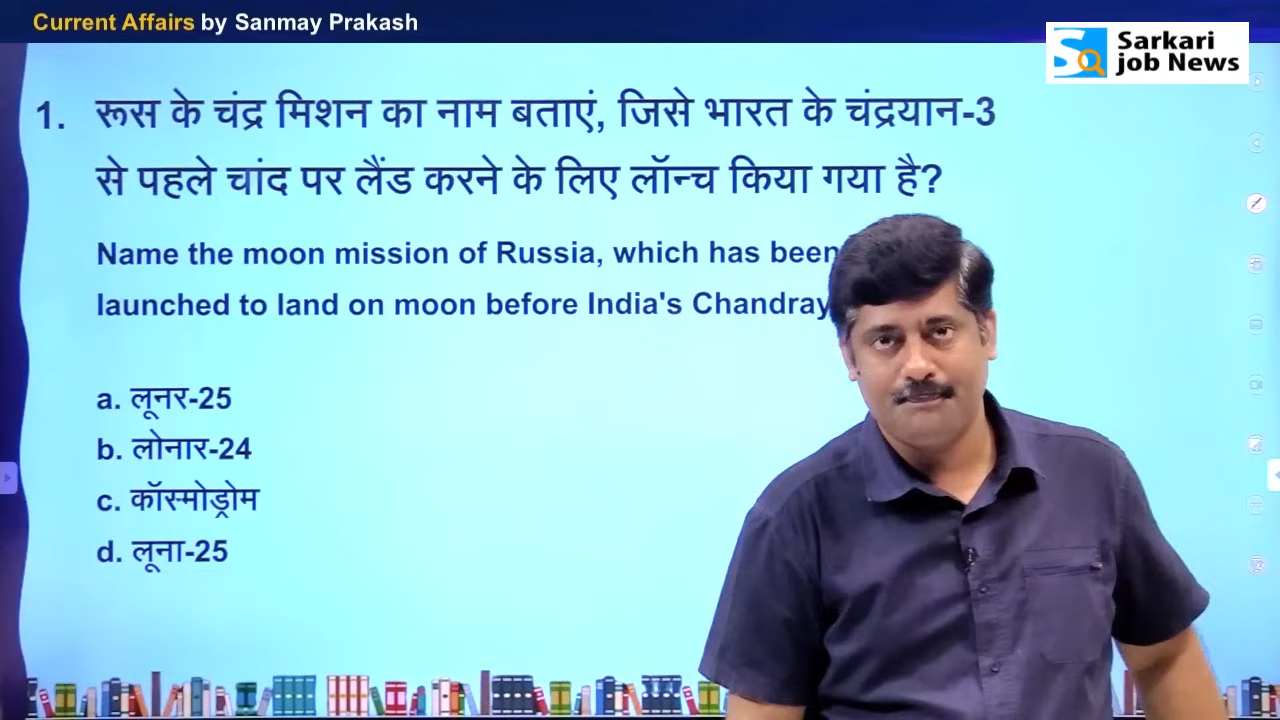 Current Affairs by Sanmay Prakash
Sarkari
job News
1. रूस के चंद्र मिशन का नाम बताएं, जिसे भारत के चंद्रयान-3
से पहले चांद पर लैंड करने के लिए लॉन्च किया गया है?
Name the moon mission of Russia, which has been
launched to land on moon before India's Chandray
a. लूनर-25
b. लोनार-24
c. कॉस्मोड्रोम
d. लूना-25